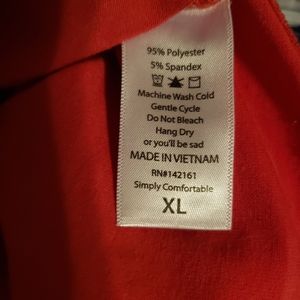 95% Polyester
5% Spandex
Machine Wash Cold
Gentle Cycle
Do Not Bleach
Hang Dry
or you'll be sad
MADE IN VIETNAM
RN#142161
Simply Comfortable
XL